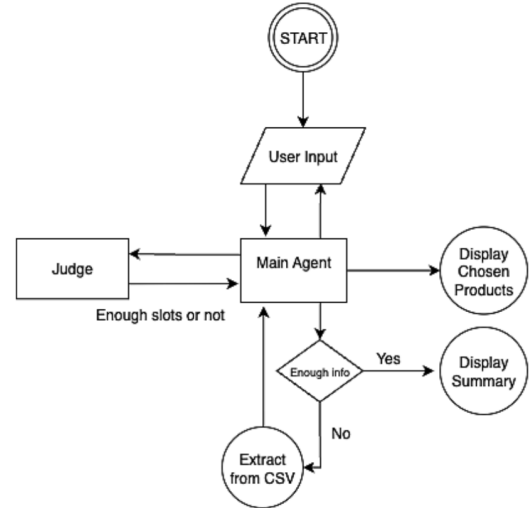 START
User Input
Judge
Main Agent
Display
Chosen
Products
Enough slots or not
Enough info
Yes
Display
Summary
No
Extract
from CSV